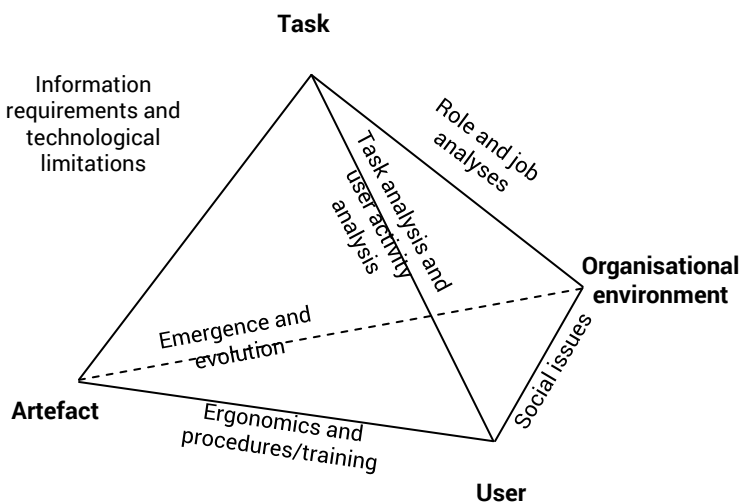 Task
Information
requirements and
technological
limitations
Role and job
analyses
Task analysis and
user activity
analysis
Organisational
environment
Emergence and
evolution
Social issues
Artefact
Ergonomics and
procedures/training
User